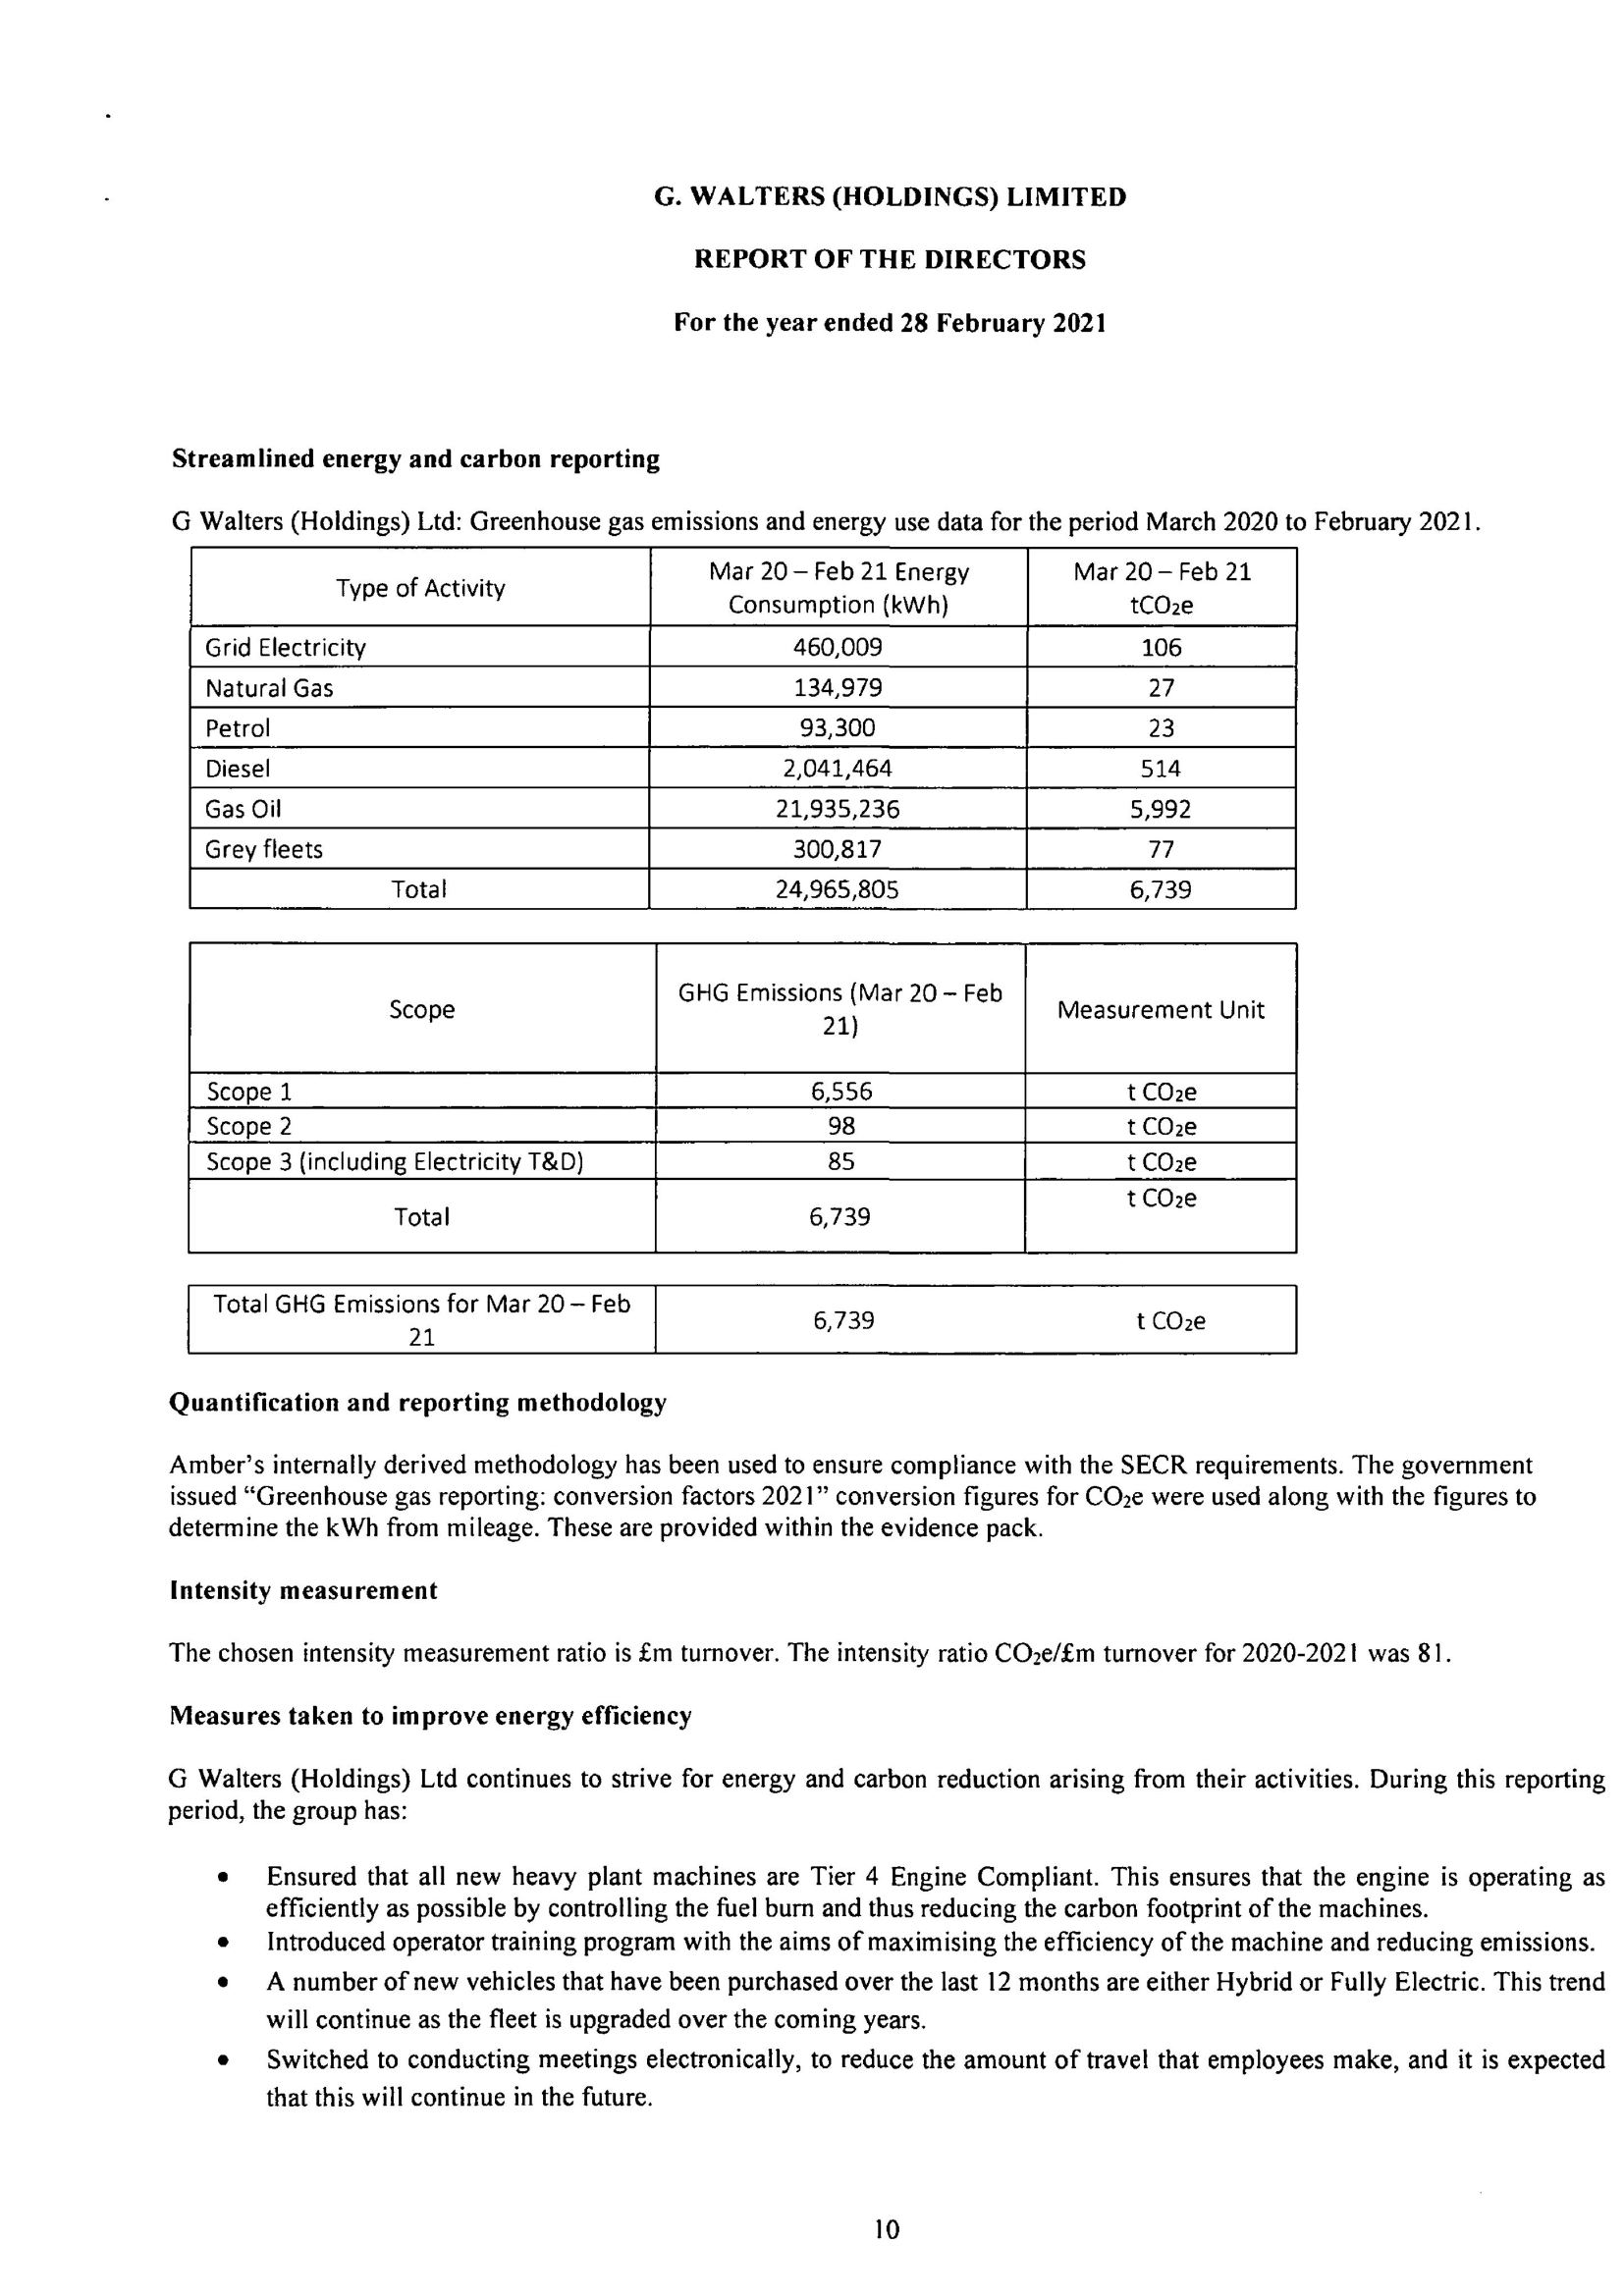 G. WALTERS (HOLDINGS) LIMITED
REPORT OF THE DIRECTORS
For the year ended 28 February 2021
Streamlined energy and carbon reporting
G Walters (Holdings) Ltd: Greenhouse gas emissions and energy use data for the period March 2020 to February 2021.
Type of Activity
Mar 20 – Feb 21 Energy
Consumption (kWh)
Mar 20 – Feb 21
tCO₂e
Grid Electricity 460,009 106
Natural Gas 134,979 27
Petrol 93,300 23
Diesel 2,041,464 514
Gas Oil 21,935,236 5,992
Grey fleets 300,817 77
Total 24,965,805 6,739
Scope
GHG Emissions (Mar 20 – Feb
21)
Measurement Unit
Scope 1 6,556 t CO₂e
Scope 2 98 t CO₂e
Scope 3 (including Electricity T&D) 85 t CO₂e
Total 6,739 t CO₂e
Total GHG Emissions for Mar 20 – Feb
21
6,739 t CO₂e
Quantification and reporting methodology
Amber's internally derived methodology has been used to ensure compliance with the SECR requirements. The government
issued “Greenhouse gas reporting: conversion factors 2021” conversion figures for CO₂e were used along with the figures to
determine the kWh from mileage. These are provided within the evidence pack.
Intensity measurement
The chosen intensity measurement ratio is £m turnover. The intensity ratio CO₂e/£m turnover for 2020-2021 was 81.
Measures taken to improve energy efficiency
G Walters (Holdings) Ltd continues to strive for energy and carbon reduction arising from their activities. During this reporting
period, the group has:
• Ensured that all new heavy plant machines are Tier 4 Engine Compliant. This ensures that the engine is operating as
efficiently as possible by controlling the fuel burn and thus reducing the carbon footprint of the machines.
• Introduced operator training program with the aims of maximising the efficiency of the machine and reducing emissions.
• A number of new vehicles that have been purchased over the last 12 months are either Hybrid or Fully Electric. This trend
will continue as the fleet is upgraded over the coming years.
• Switched to conducting meetings electronically, to reduce the amount of travel that employees make, and it is expected
that this will continue in the future.
10